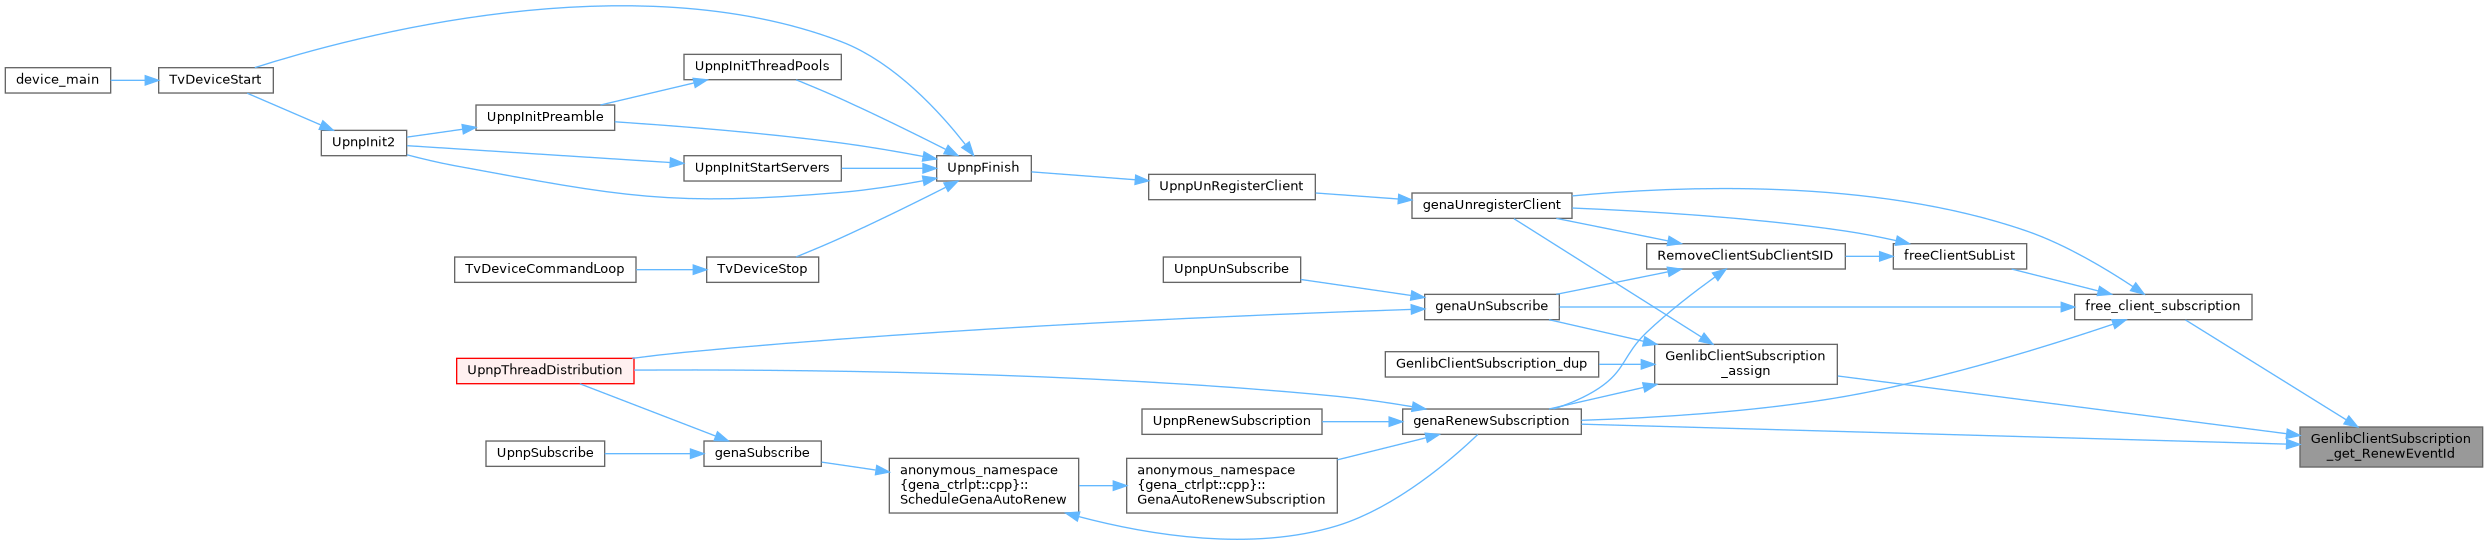 device_main
TvDeviceStart
UpnpInit2
UpnpInitPreamble
UpnpInitThreadPools
UpnpInitStartServers
TvDeviceCommandLoop
TvDeviceStop
UpnpFinish
UpnpUnRegisterClient
genaUnregisterClient
RemoveClientSubClientSID
freeClientSubList
UpnpUnSubscribe
genaUnSubscribe
free_client_subscription
UpnpThreadDistribution
GenlibClientSubscription_dup
GenlibClientSubscription
_assign
UpnpRenewSubscription
genaRenewSubscription
UpnpSubscribe
genaSubscribe
anonymous_namespace
{gena_ctrlpt::cpp}::
ScheduleGenaAutoRenew
anonymous_namespace
{gena_ctrlpt::cpp}::
GenaAutoRenewSubscription
GenlibClientSubscription
_get_RenewEventId